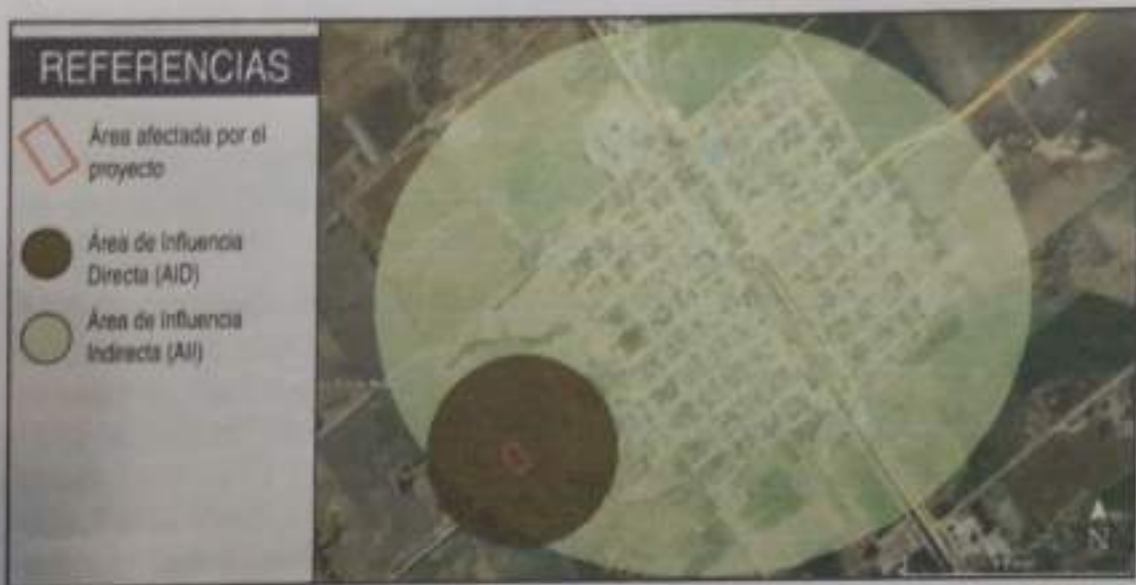 REFERENCIAS
Área afectada por el
proyecto
Área de Influencia
Directa (AID)
Área de Influencia
Indirecta (AII)
N